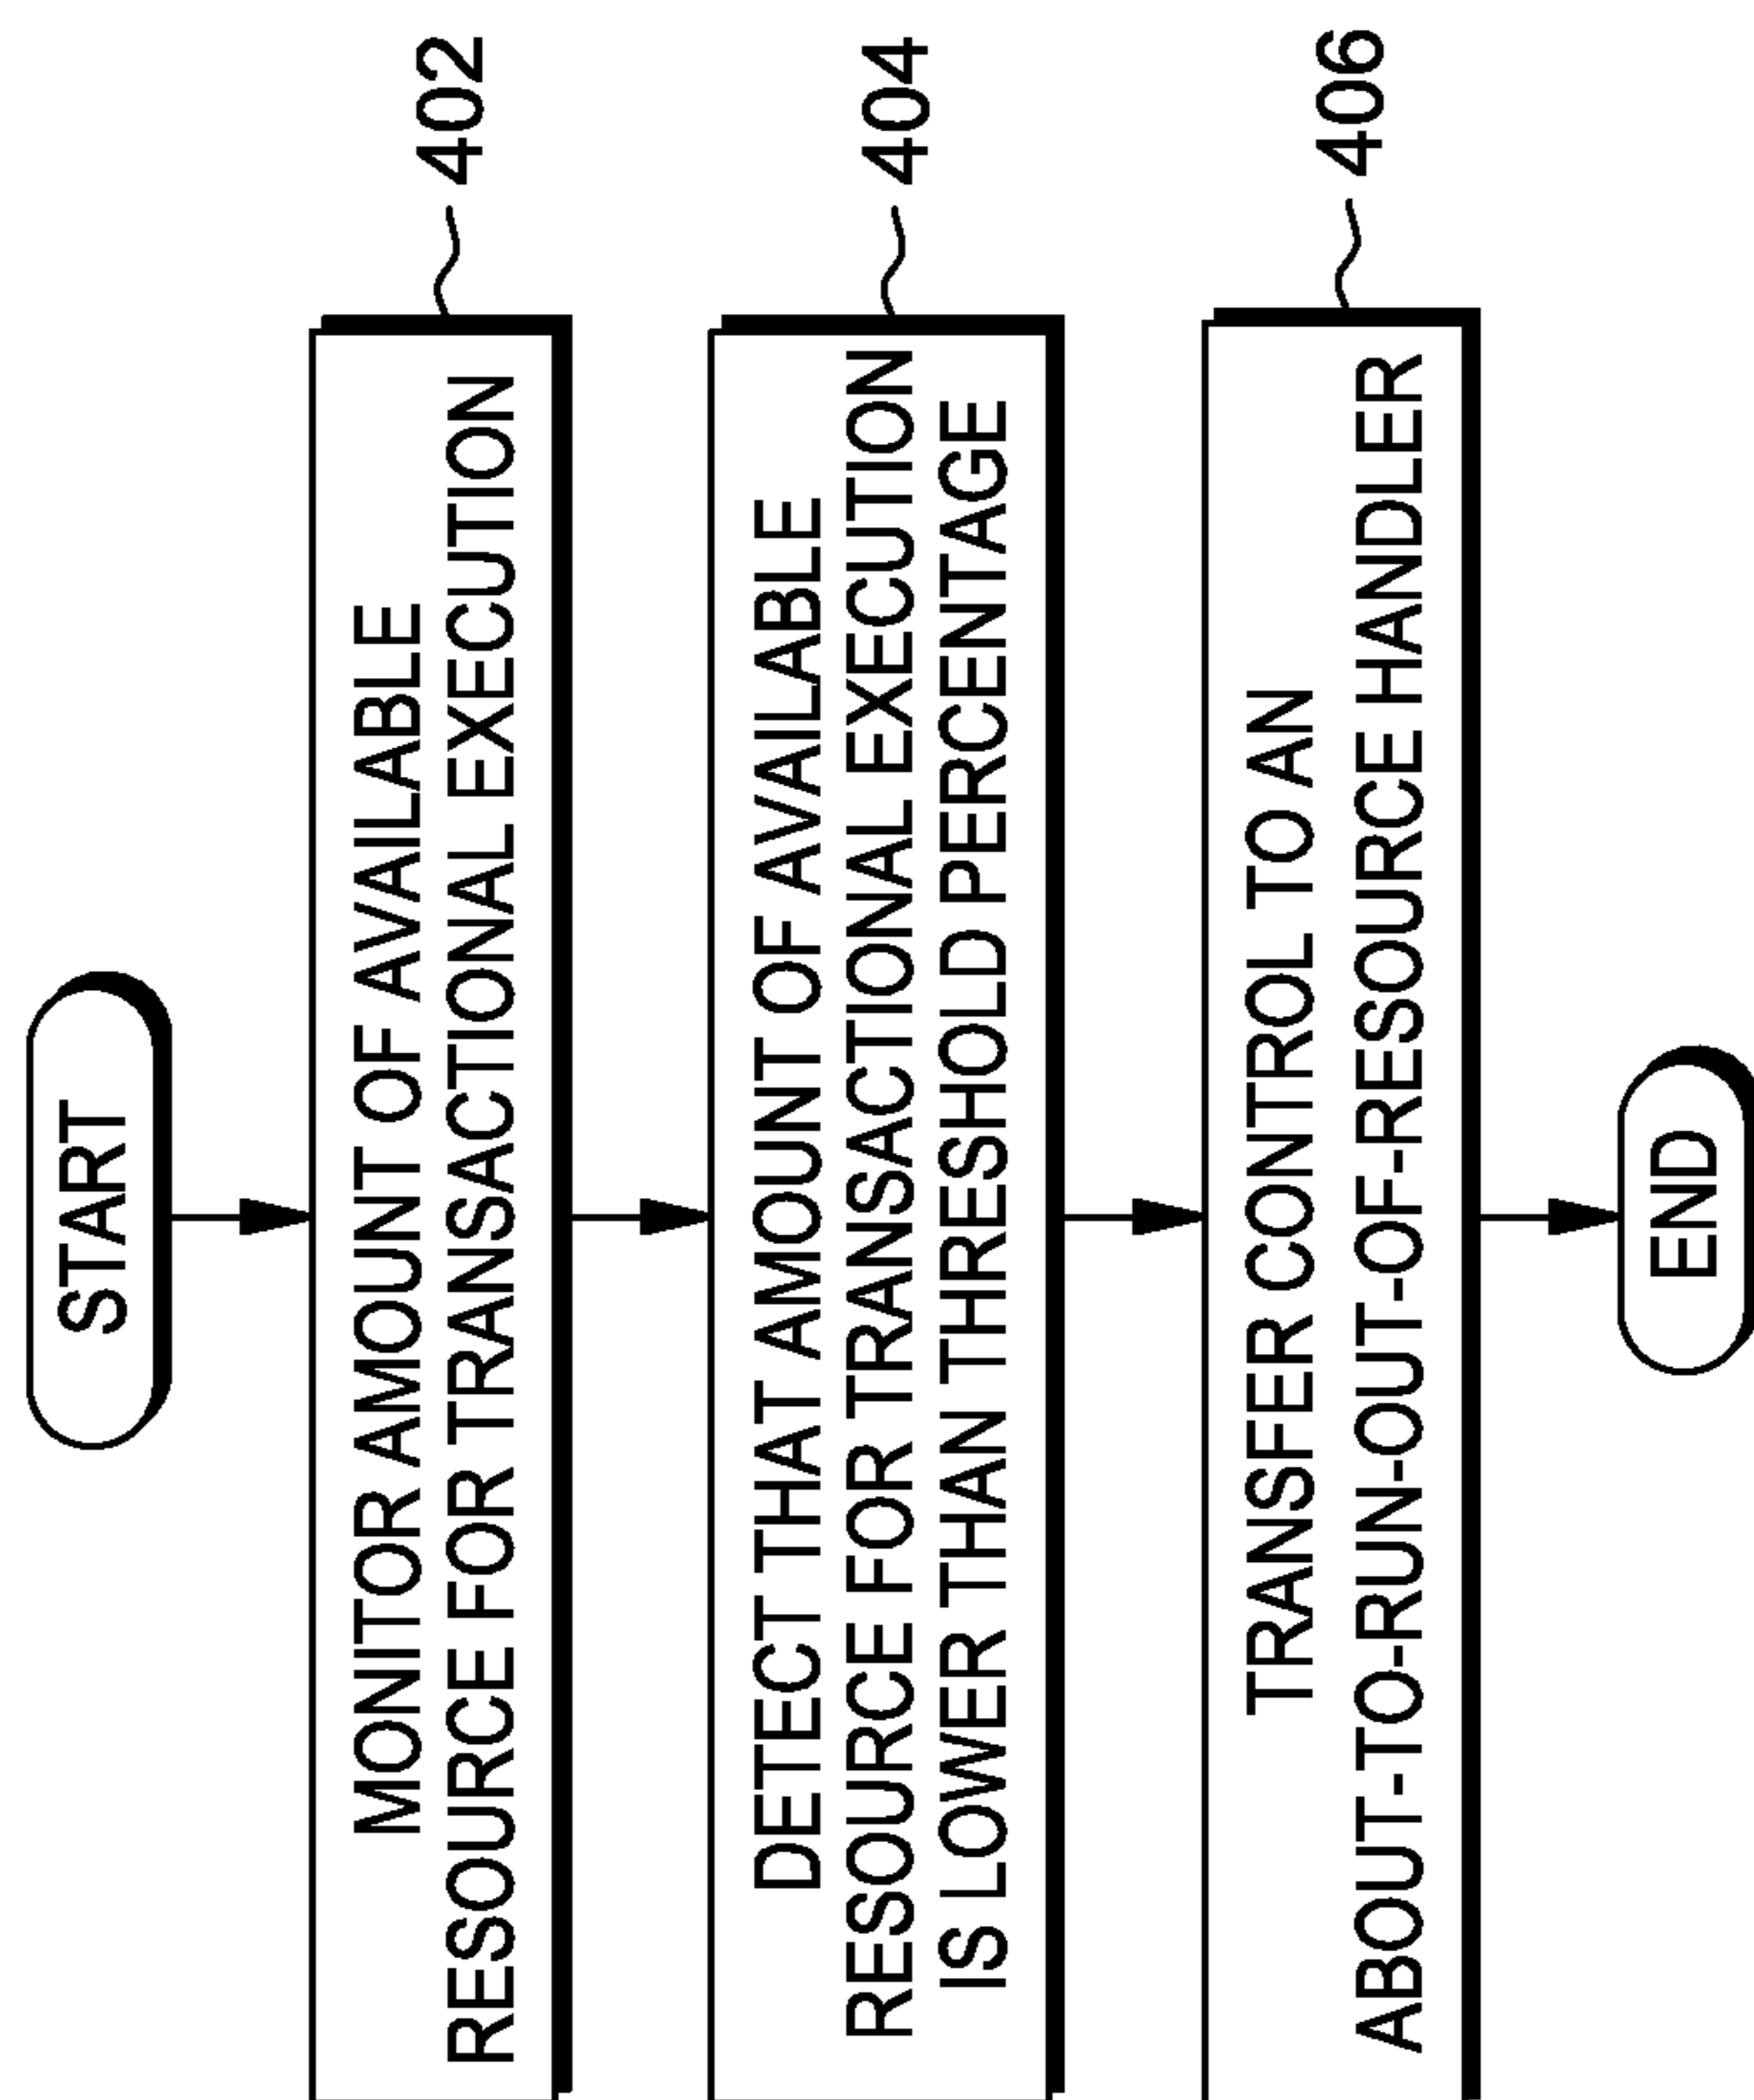 START
MONITOR AMOUNT OF AVAILABLE
RESOURCE FOR TRANSACTIONAL EXECUTION
402
DETECT THAT AMOUNT OF AVAILABLE
RESOURCE FOR TRANSACTIONAL EXECUTION
IS LOWER THAN THRESHOLD PERCENTAGE
404
TRANSFER CONTROL TO AN
ABOUT-TO-RUN-OUT-OF-RESOURCE HANDLER
406
END